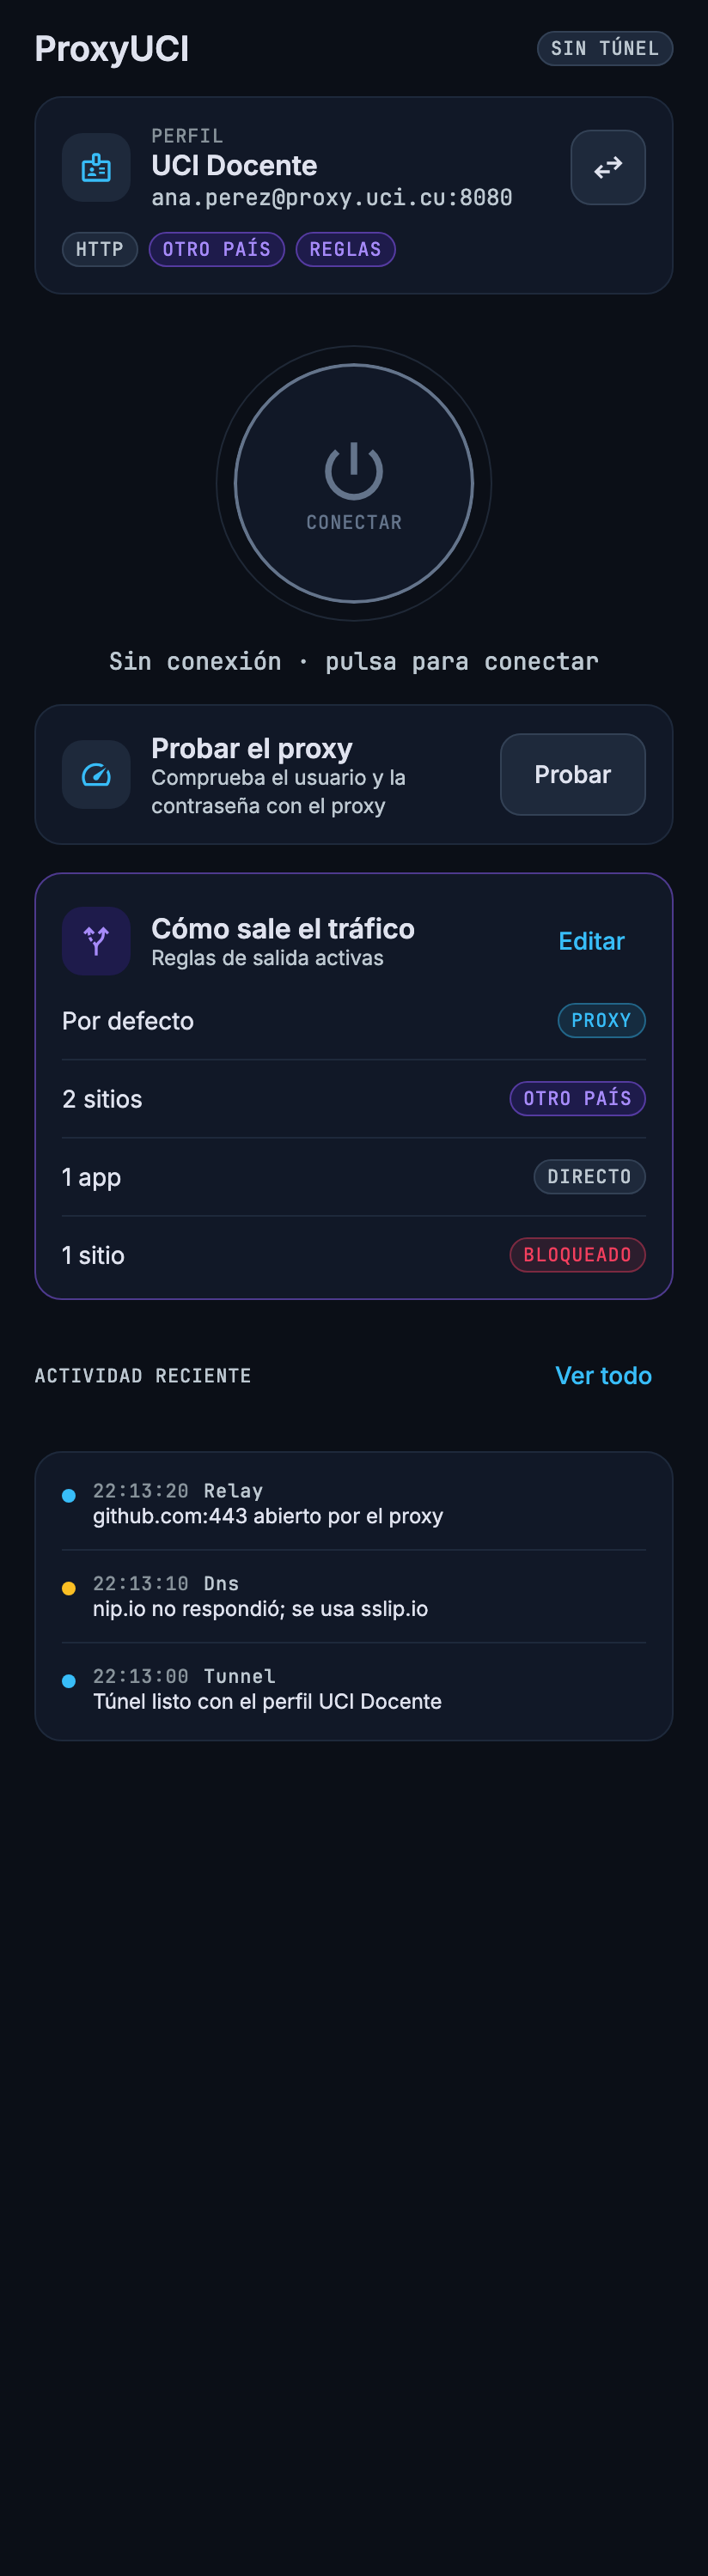 ProxyUCI
SIN TÚNEL
PERFIL
UCI Docente
ana.perez@proxy.uci.cu:8080
HTTP
OTRO PAÍS
REGLAS
CONECTAR
Sin conexión · pulsa para conectar
Probar el proxy
Comprueba el usuario y la
contraseña con el proxy
Probar
Cómo sale el tráfico
Reglas de salida activas
Editar
Por defecto
PROXY
2 sitios
OTRO PAÍS
1 app
DIRECTO
1 sitio
BLOQUEADO
ACTIVIDAD RECIENTE
Ver todo
22:13:20 Relay
github.com:443 abierto por el proxy
22:13:10 Dns
nip.io no respondió; se usa sslip.io
22:13:00 Tunnel
Túnel listo con el perfil UCI Docente